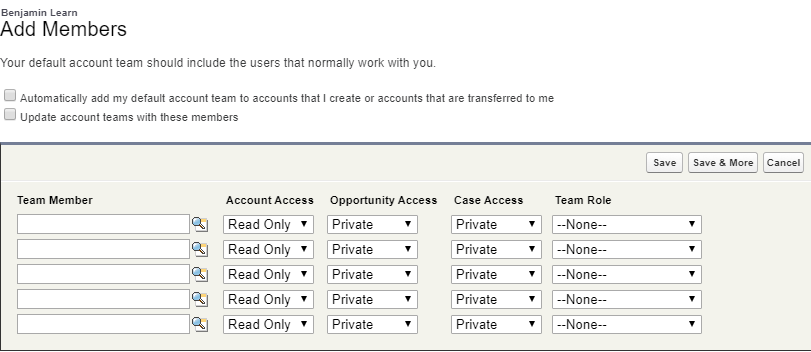 Benjamin Learn
Add Members
Your default account team should include the users that normally work with you.
Automatically add my default account team to accounts that I create or accounts that are transferred to me
Update account teams with these members
Save Save & More Cancel
Team Member Account Access Opportunity Access Case Access Team Role
Read Only Private Private --None--
Read Only Private Private --None--
Read Only Private Private --None--
Read Only Private Private --None--
Read Only Private Private --None--